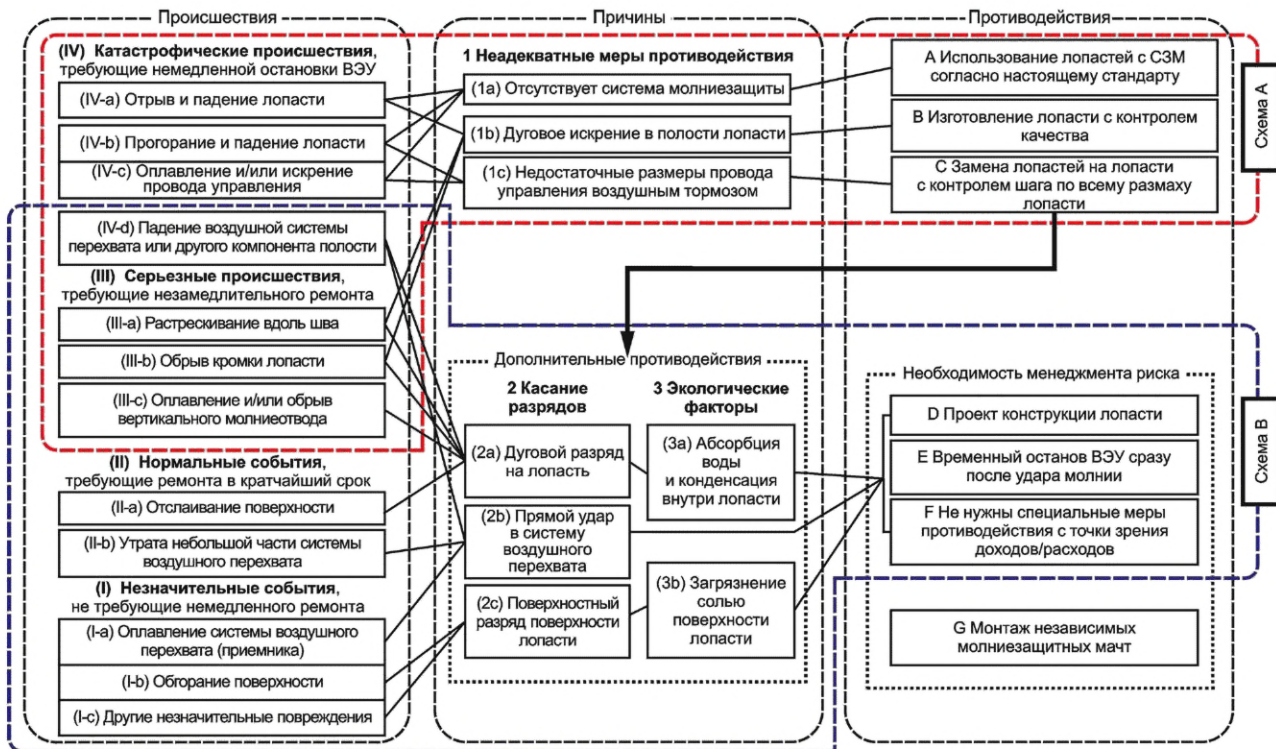 Происшествия
(IV) Катастрофические происшествия,
требующие немедленной остановки ВЭУ
(IV-a) Отрыв и падение лопасти
(IV-b) Прогорание и падение лопасти
(IV-c) Оплавление и/или искрение
провода управления
(IV-d) Падение воздушной системы
перехвата или другого компонента полости
(III) Серьезные происшествия,
требующие незамедлительного ремонта
(III-a) Растрескивание вдоль шва
(III-b) Обрыв кромки лопасти
(III-c) Оплавление и/или обрыв
вертикального молниеотвода
(II) Нормальные события,
требующие ремонта в кратчайший срок
(II-a) Отслаивание поверхности
(II-b) Утрата небольшой части системы
воздушного перехвата
(I) Незначительные события,
не требующие немедленного ремонта
(I-a) Оплавление системы воздушного
перехвата (приемника)
(I-b) Обгорание поверхности
(I-c) Другие незначительные повреждения
Причины
1 Неадекватные меры противодействия
(1a) Отсутствует система молниезащиты
(1b) Дуговое искрение в полости лопасти
(1c) Недостаточные размеры провода
управления воздушным тормозом
Дополнительные противодействия
2 Касание
разрядов
(2a) Дуговой разряд
на лопасть
(2b) Прямой удар
в систему
воздушного
перехвата
(2c) Поверхностный
разряд поверхности
лопасти
3 Экологические
факторы
(3a) Абсорбция
воды
и конденсация
внутри лопасти
(3b) Загрязнение
солью
поверхности
лопасти
Противодействия
A Использование лопастей с СЗМ
согласно настоящему стандарту
B Изготовление лопасти с контролем
качества
C Замена лопастей на лопасти
с контролем шага по всему размаху
лопасти
Необходимость менеджмента риска
D Проект конструкции лопасти
E Временный останов ВЭУ сразу
после удара молнии
F Не нужны специальные меры
противодействия с точки зрения
доходов/расходов
G Монтаж независимых
молниезащитных мачт
Схема A
Схема B